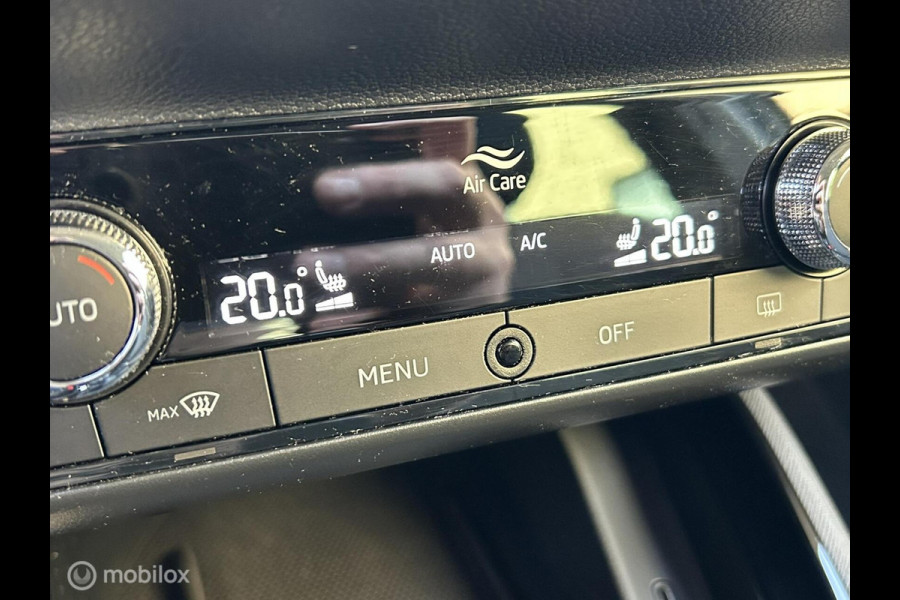 Air Care
20.0° AUTO A/C 20.0°
AUTO
MAX MENU OFF
mobilox